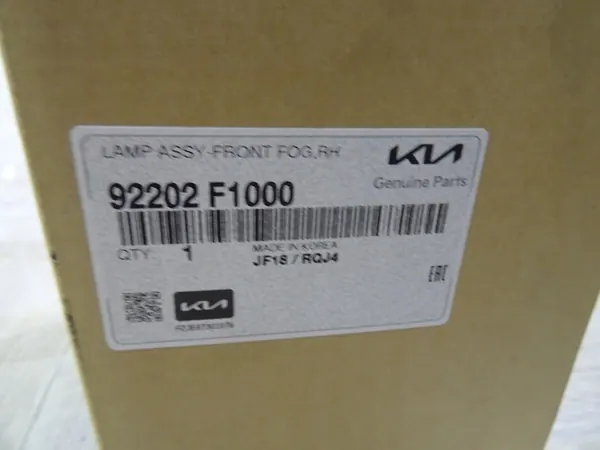 LAMP ASSY-FRONT FOG,RH
KIA
Genuine Parts
92202 F1000
QTY: 1
MADE IN KOREA
JF18 / RQJ4
EAC
KIA